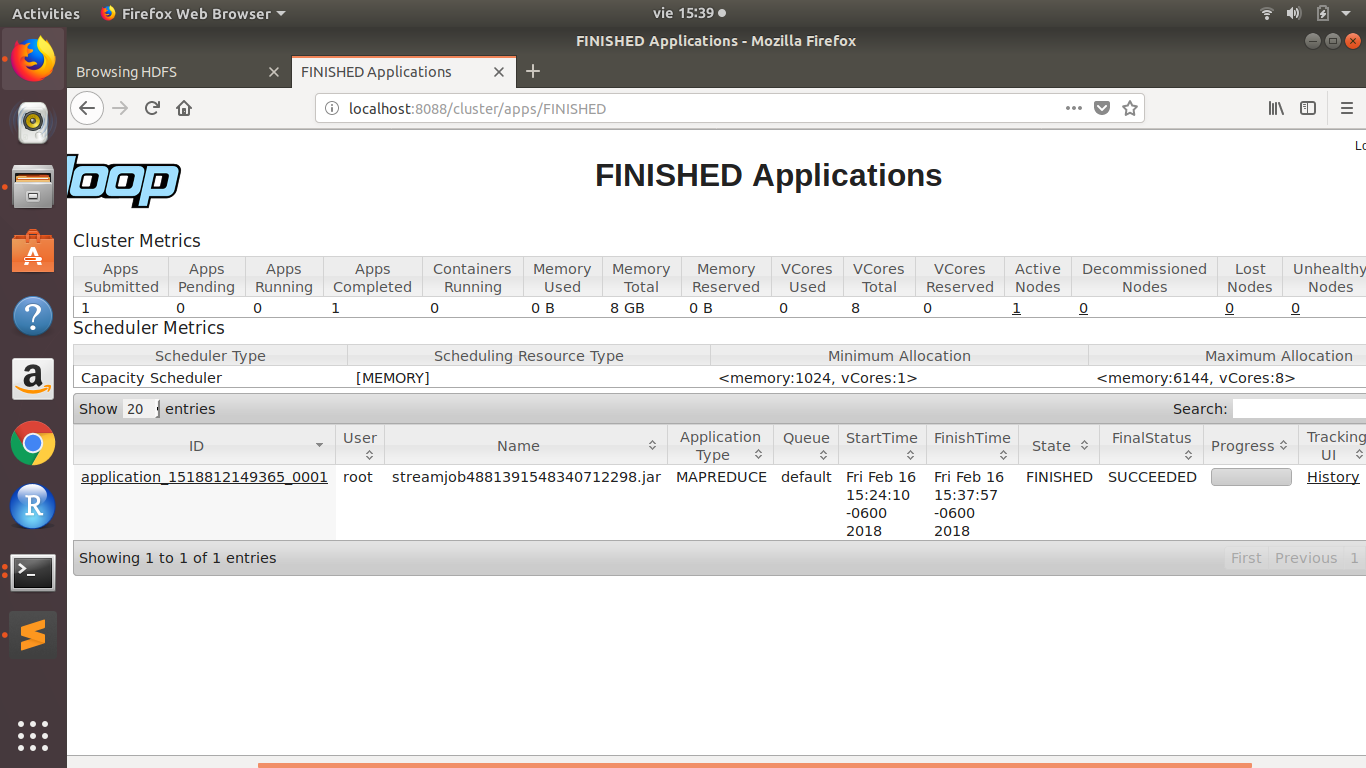 Activities Firefox Web Browser vie 15:39
FINISHED Applications - Mozilla Firefox
Browsing HDFS FINISHED Applications
localhost:8088/cluster/apps/FINISHED
Lo
loop
FINISHED Applications
Cluster Metrics
Apps Apps Apps Apps Containers Memory Memory Memory VCores VCores VCores Active Decommissioned Lost Unhealthy
Submitted Pending Running Completed Running Used Total Reserved Used Total Reserved Nodes Nodes Nodes Nodes
1 0 0 1 0 0 B 8 GB 0 B 0 8 0 1 0 0 0
Scheduler Metrics
Scheduler Type Scheduling Resource Type Minimum Allocation Maximum Allocation
Capacity Scheduler [MEMORY] <memory:1024, vCores:1> <memory:6144, vCores:8>
Show 20 entries Search:
ID User Name Application Type Queue StartTime FinishTime State FinalStatus Progress Tracking UI
application_1518812149365_0001 root streamjob4881391548340712298.jar MAPREDUCE default Fri Feb 16 Fri Feb 16 FINISHED SUCCEEDED History
15:24:10 15:37:57
-0600 -0600
2018 2018
Showing 1 to 1 of 1 entries First Previous 1